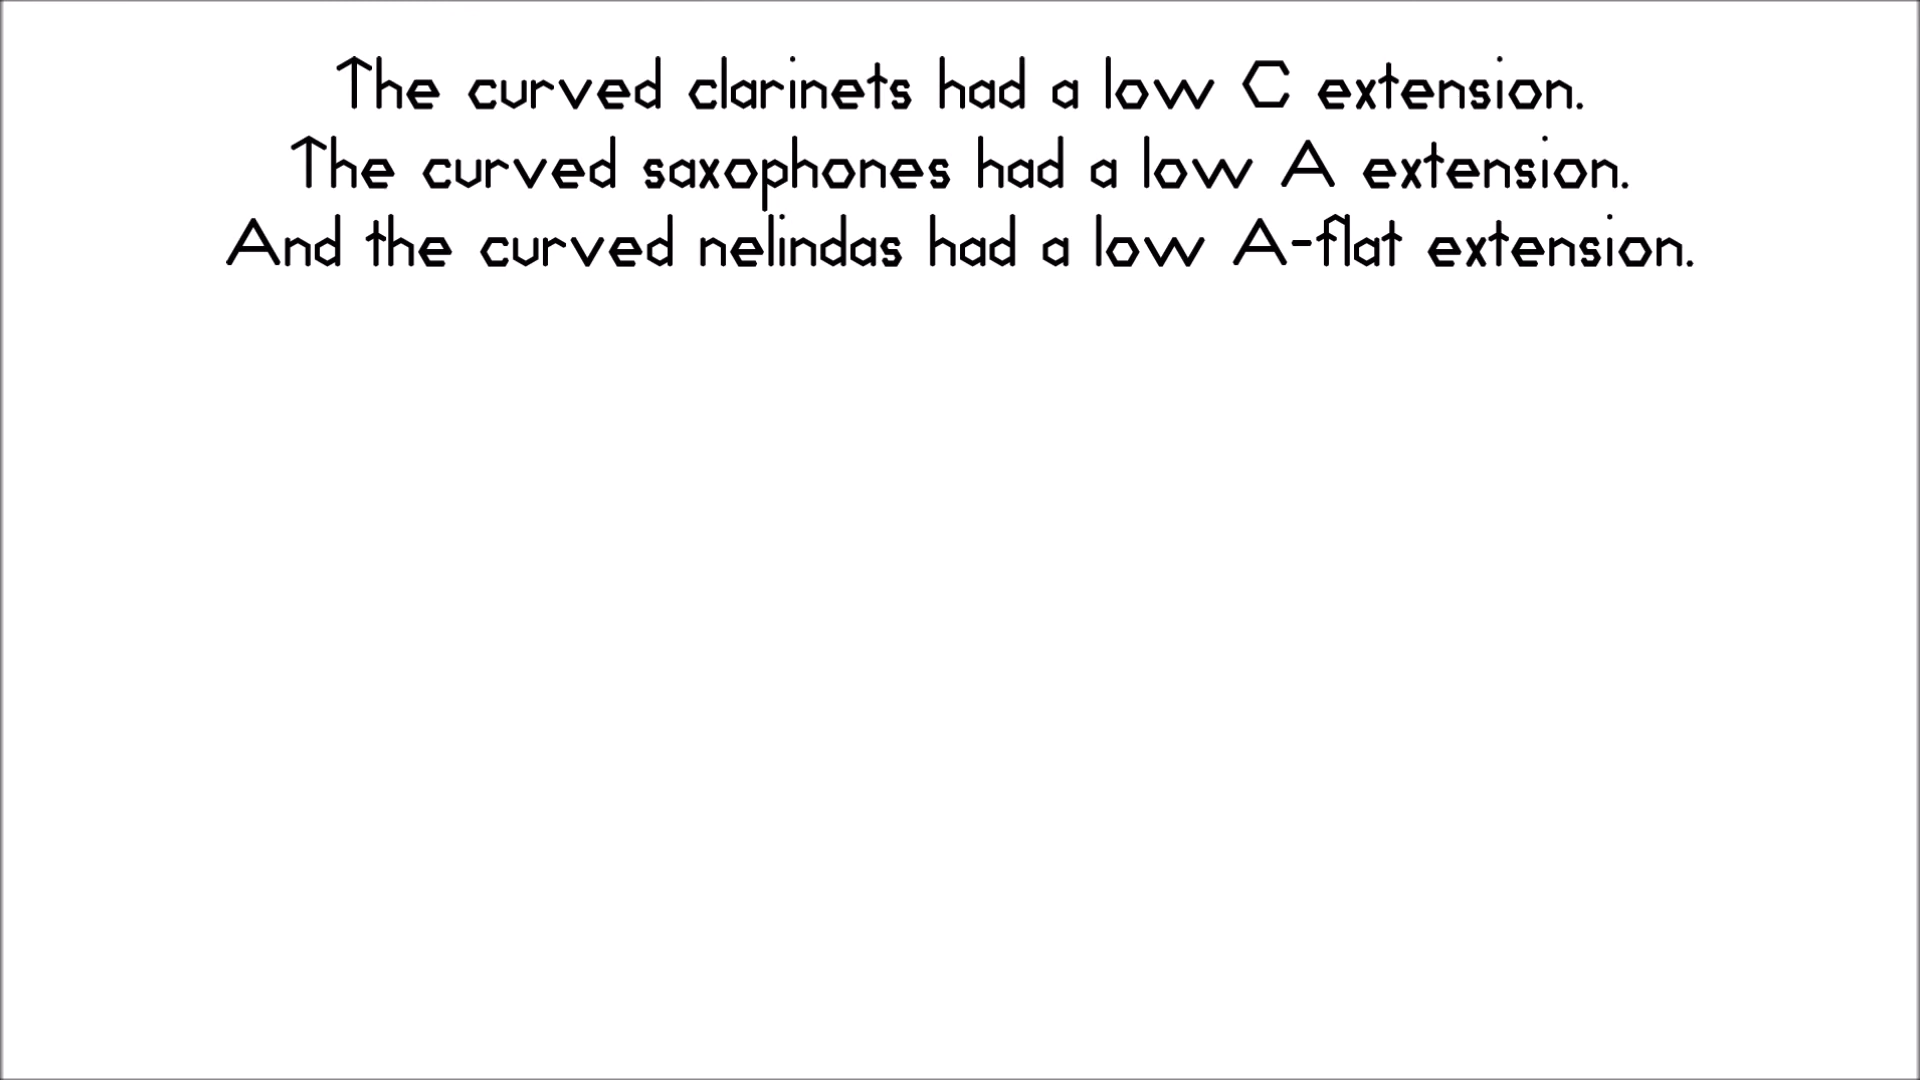 The curved clarinets had a low C extension.
The curved saxophones had a low A extension.
And the curved nelindas had a low A-flat extension.